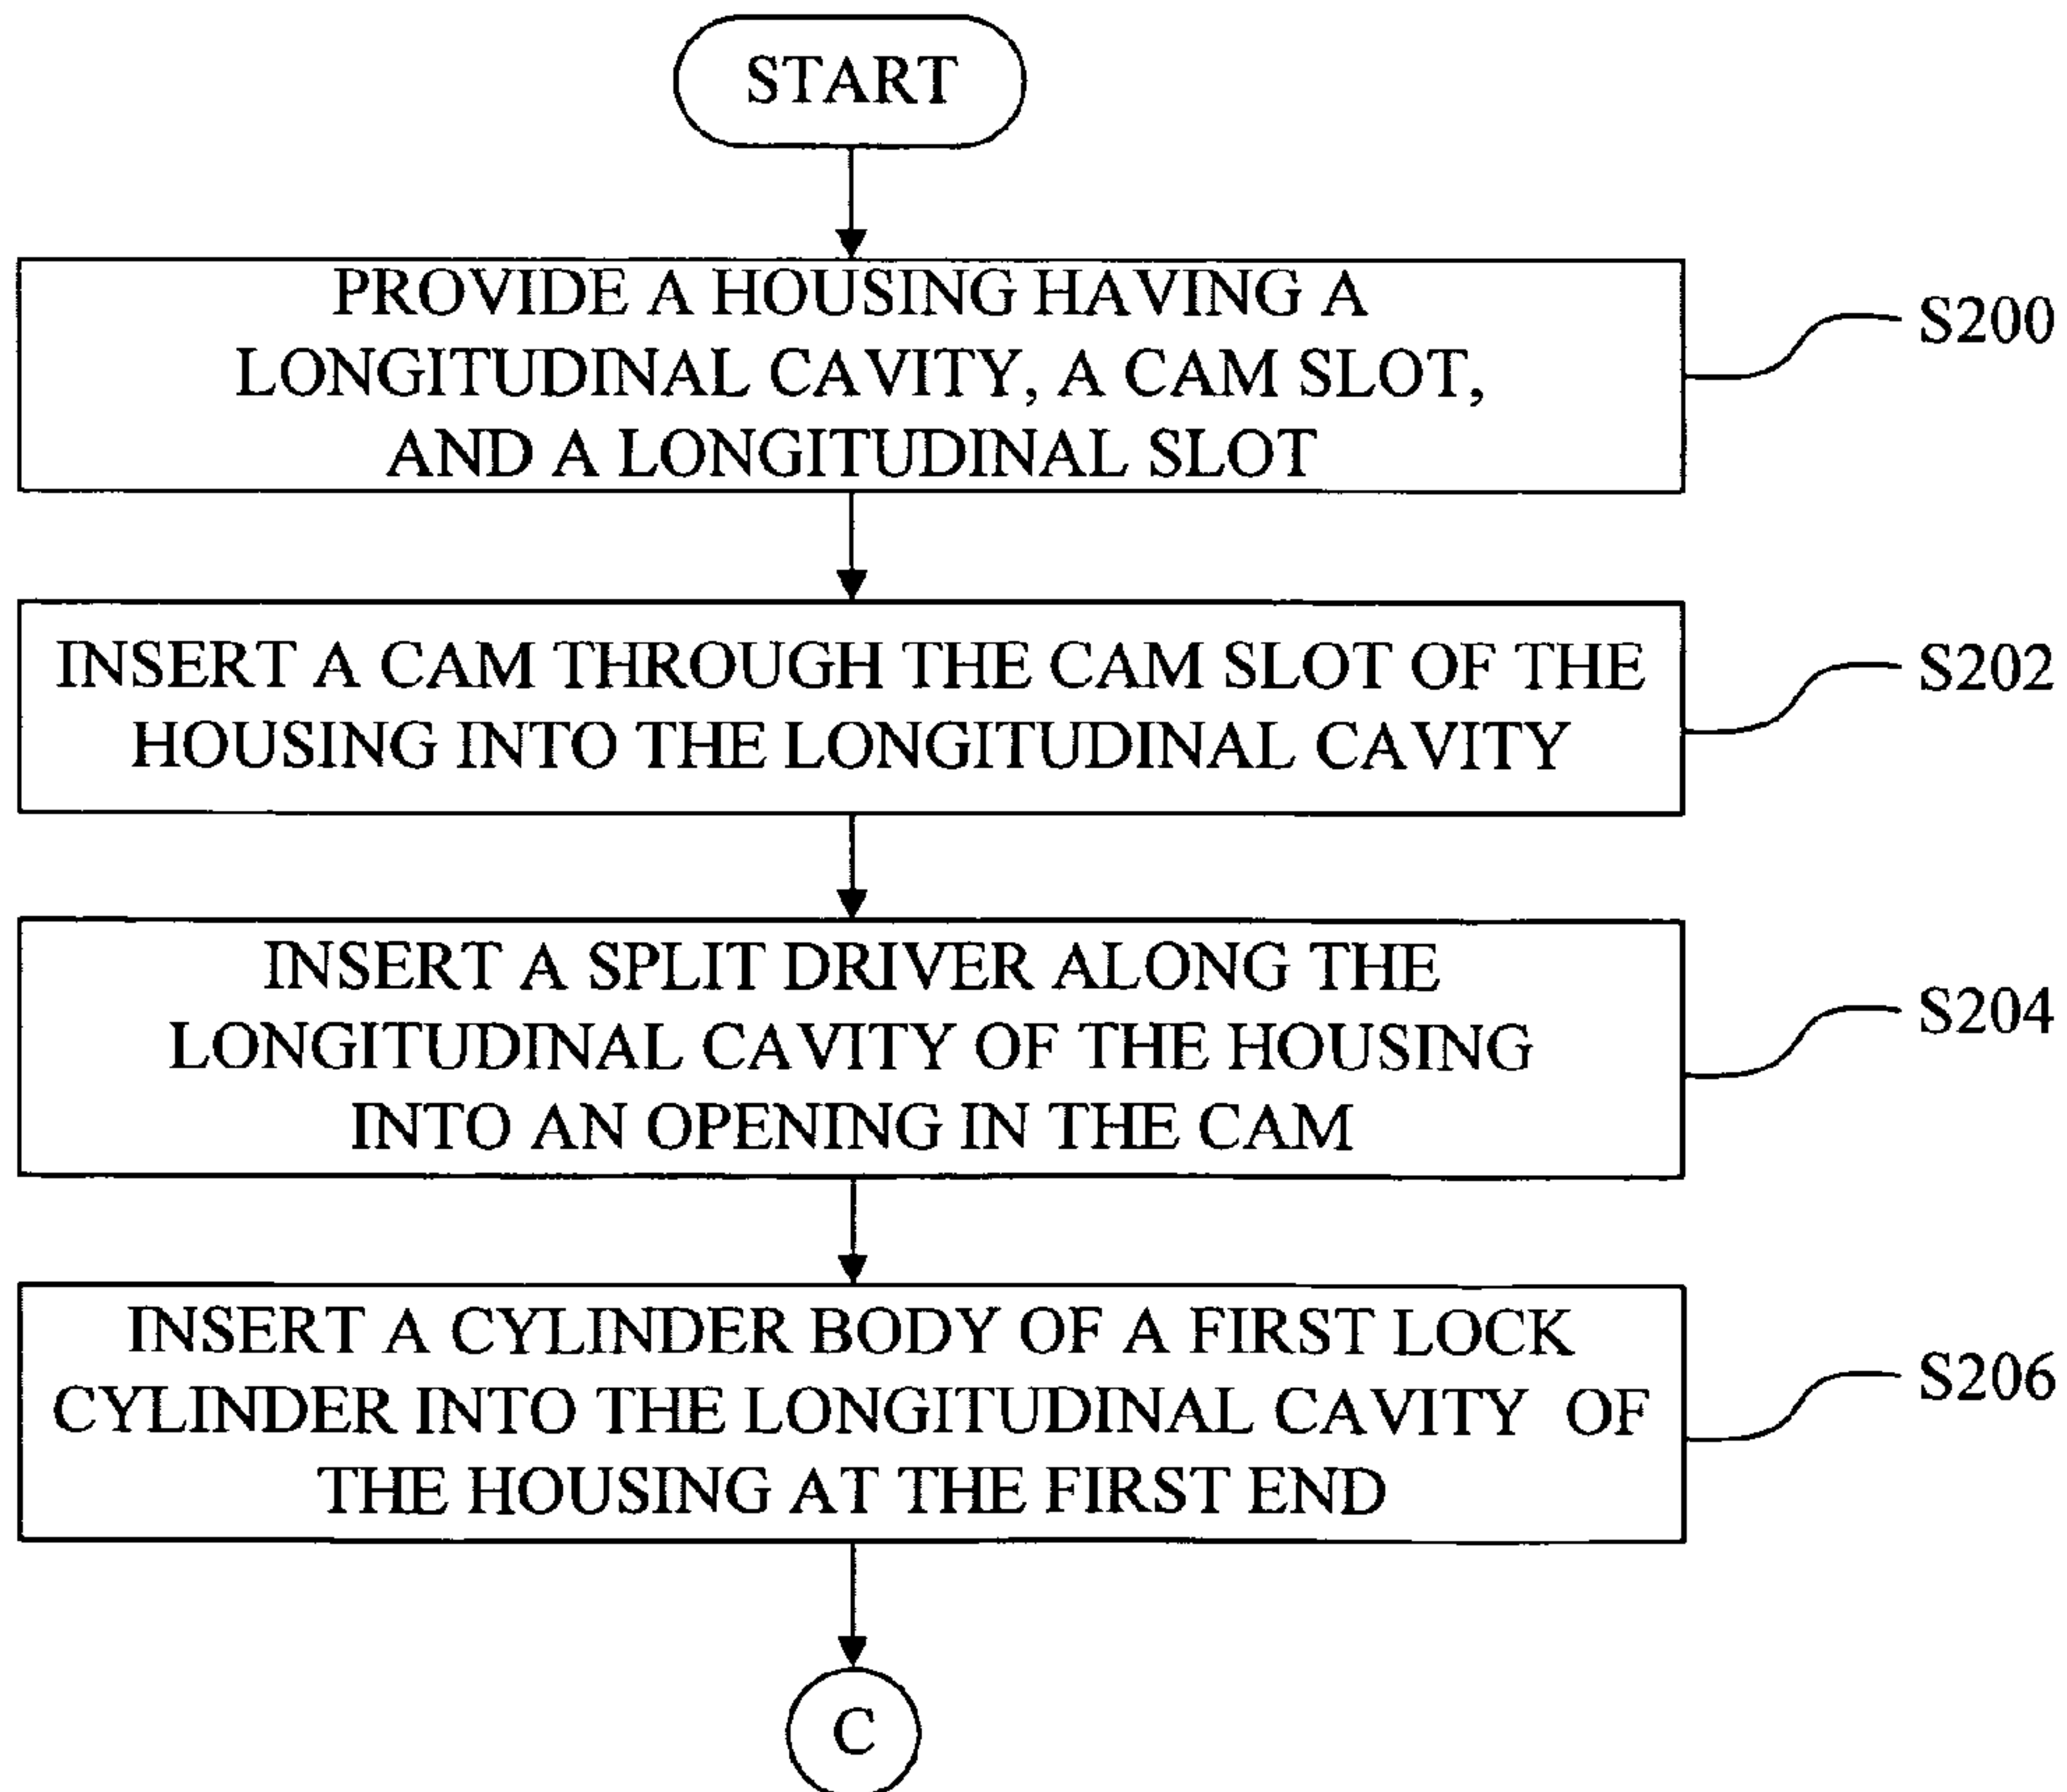 START
PROVIDE A HOUSING HAVING A
LONGITUDINAL CAVITY, A CAM SLOT,
AND A LONGITUDINAL SLOT
S200
INSERT A CAM THROUGH THE CAM SLOT OF THE
HOUSING INTO THE LONGITUDINAL CAVITY
S202
INSERT A SPLIT DRIVER ALONG THE
LONGITUDINAL CAVITY OF THE HOUSING
INTO AN OPENING IN THE CAM
S204
INSERT A CYLINDER BODY OF A FIRST LOCK
CYLINDER INTO THE LONGITUDINAL CAVITY OF
THE HOUSING AT THE FIRST END
S206
C